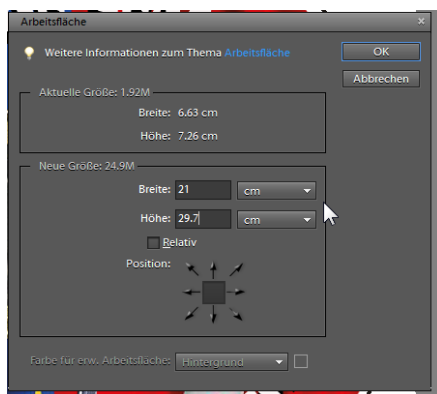 Arbeitsfläche
Weitere Informationen zum Thema Arbeitsfläche
OK
Abbrechen
Aktuelle Größe: 1.92M
Breite: 6.63 cm
Höhe: 7.26 cm
Neue Größe: 24.9M
Breite: 21 cm
Höhe: 29.7 cm
Relativ
Position:
Farbe für erw. Arbeitsfläche: Hintergrund